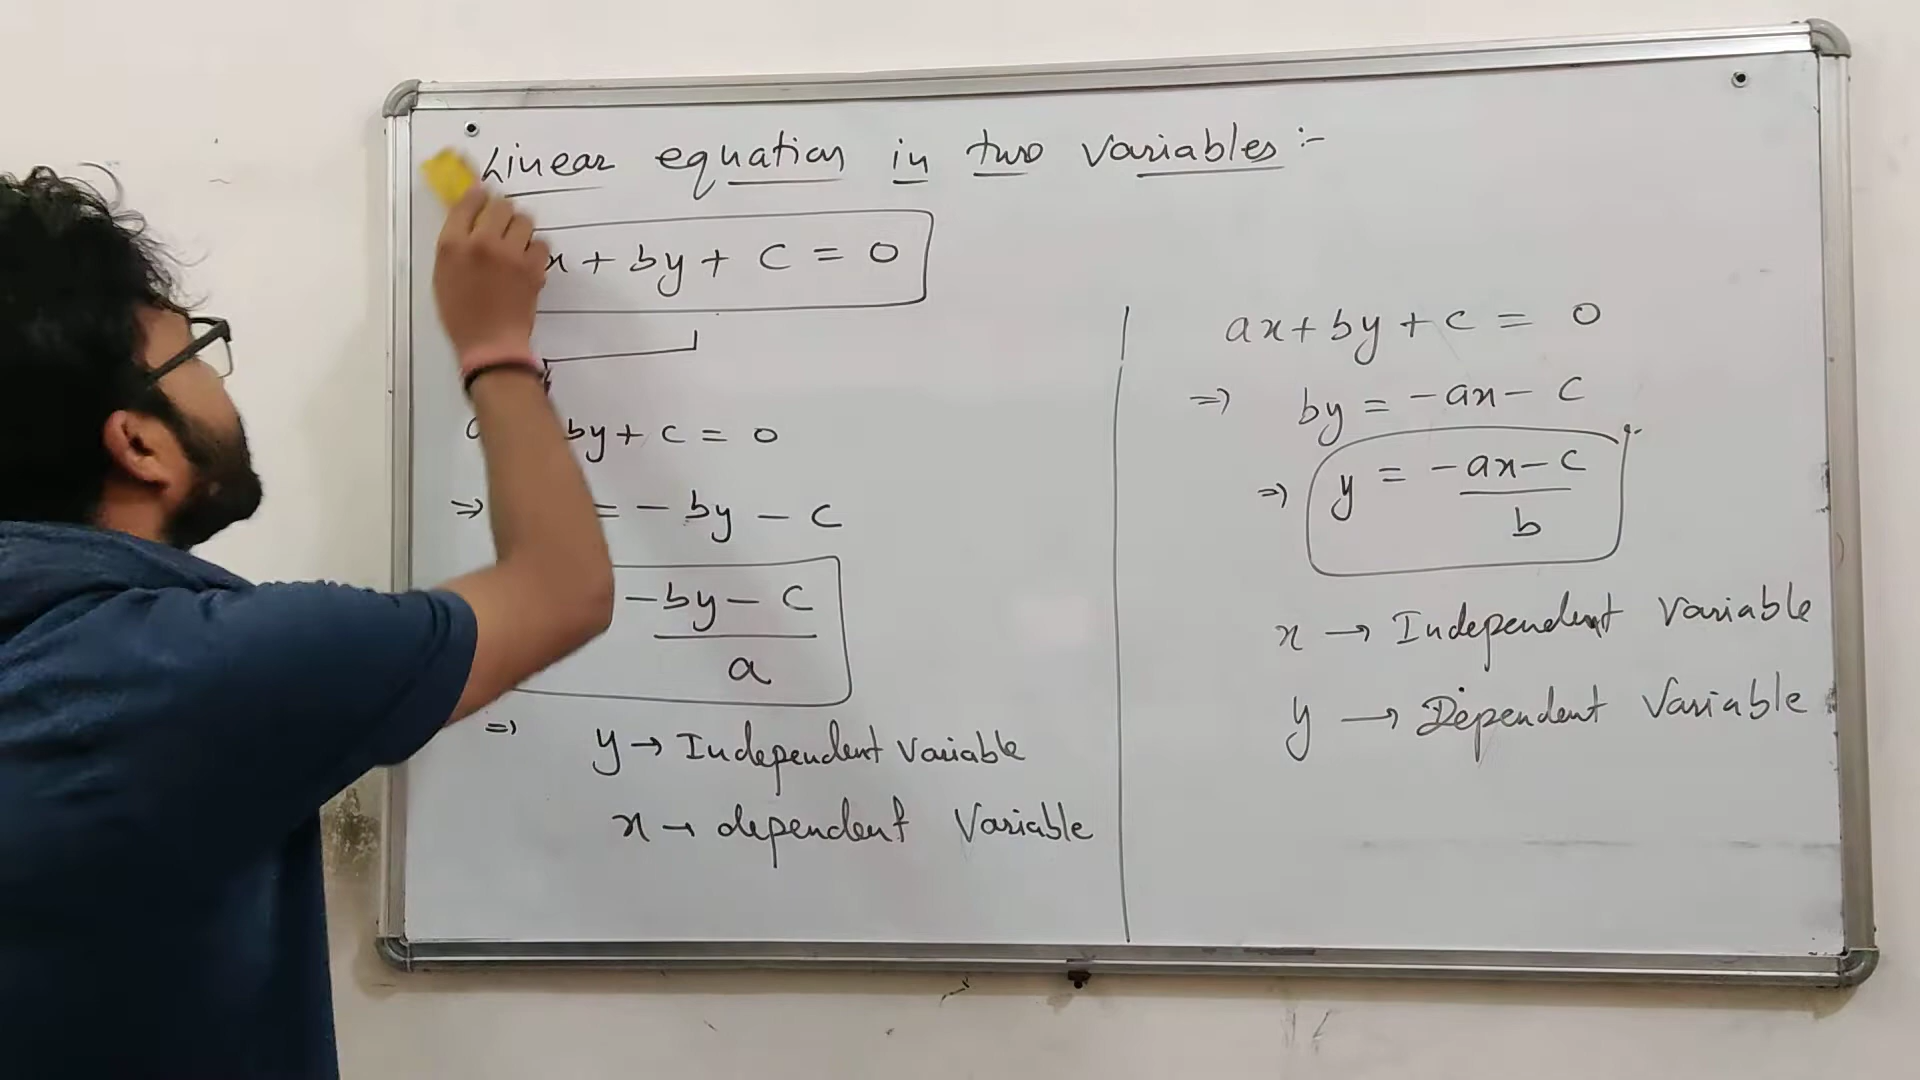 Linear equation in two variables :-
x + by + c = 0
by + c = 0
⇒ = - by - c
-by - c
a
⇒ y → Independent variable
x → dependent Variable
ax + by + c = 0
⇒ by = -ax - c
⇒ y = -ax - c
b
x → Independent Variable
y → Dependent Variable